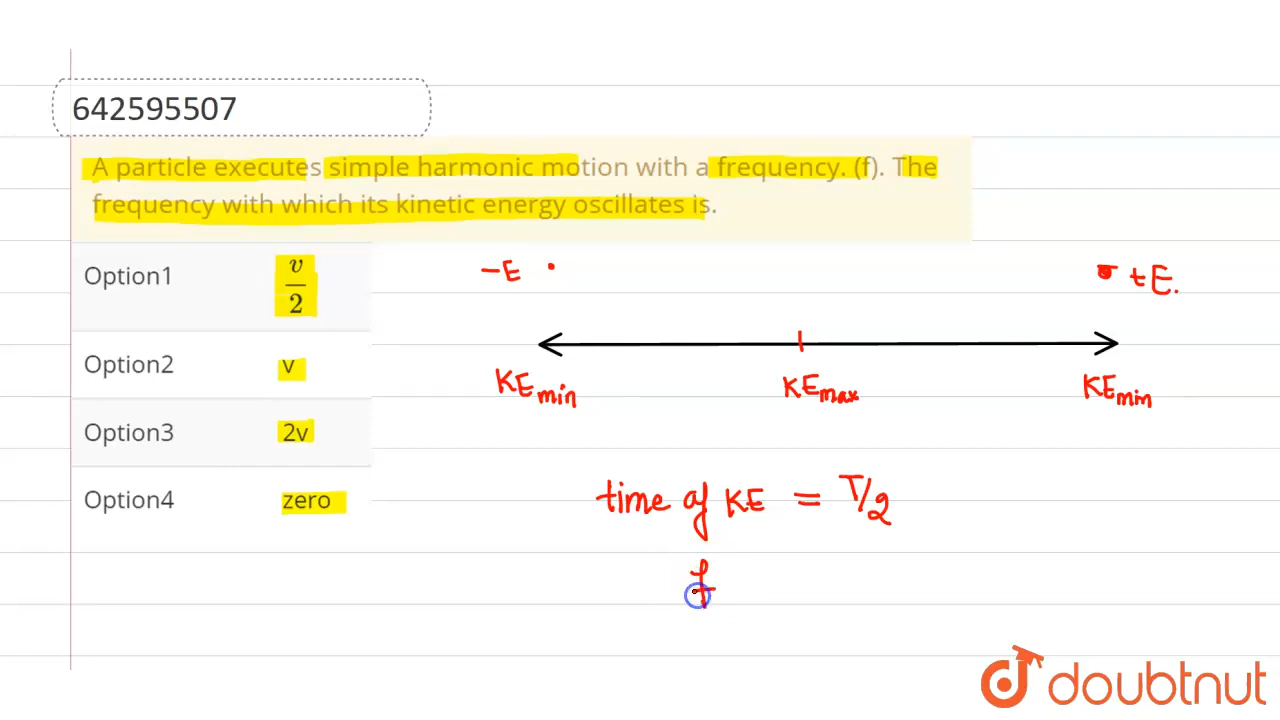 642595507
A particle executes simple harmonic motion with a frequency. (f). The
frequency with which its kinetic energy oscillates is.
Option1 v/2
Option2 v
Option3 2v
Option4 zero
-E +E.
KEmin KEmax KEmin
time of KE = T/2
f
doubtnut